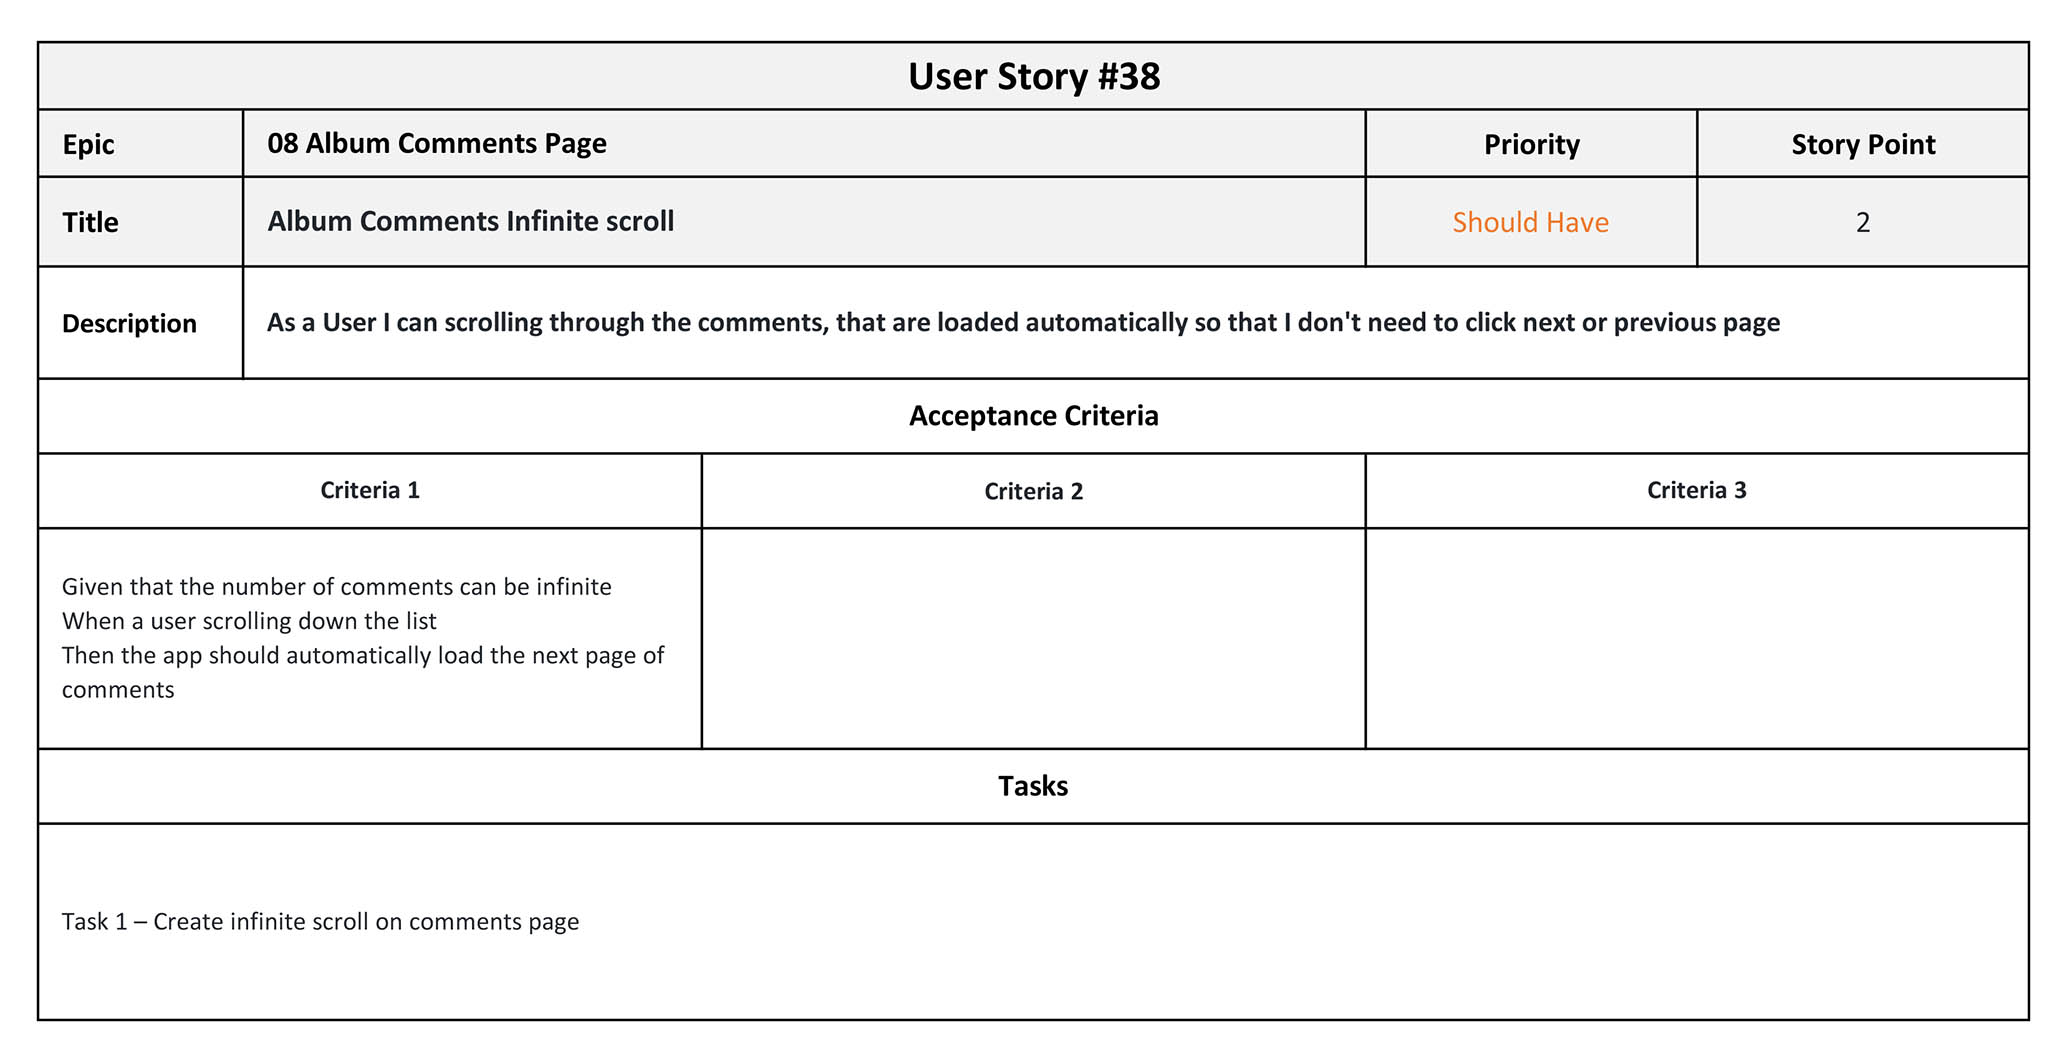 User Story #38
Epic
08 Album Comments Page
Priority
Story Point
Title
Album Comments Infinite scroll
Should Have
2
Description
As a User I can scrolling through the comments, that are loaded automatically so that I don't need to click next or previous page
Acceptance Criteria
Criteria 1
Criteria 2
Criteria 3
Given that the number of comments can be infinite
When a user scrolling down the list
Then the app should automatically load the next page of
comments
Tasks
Task 1 – Create infinite scroll on comments page